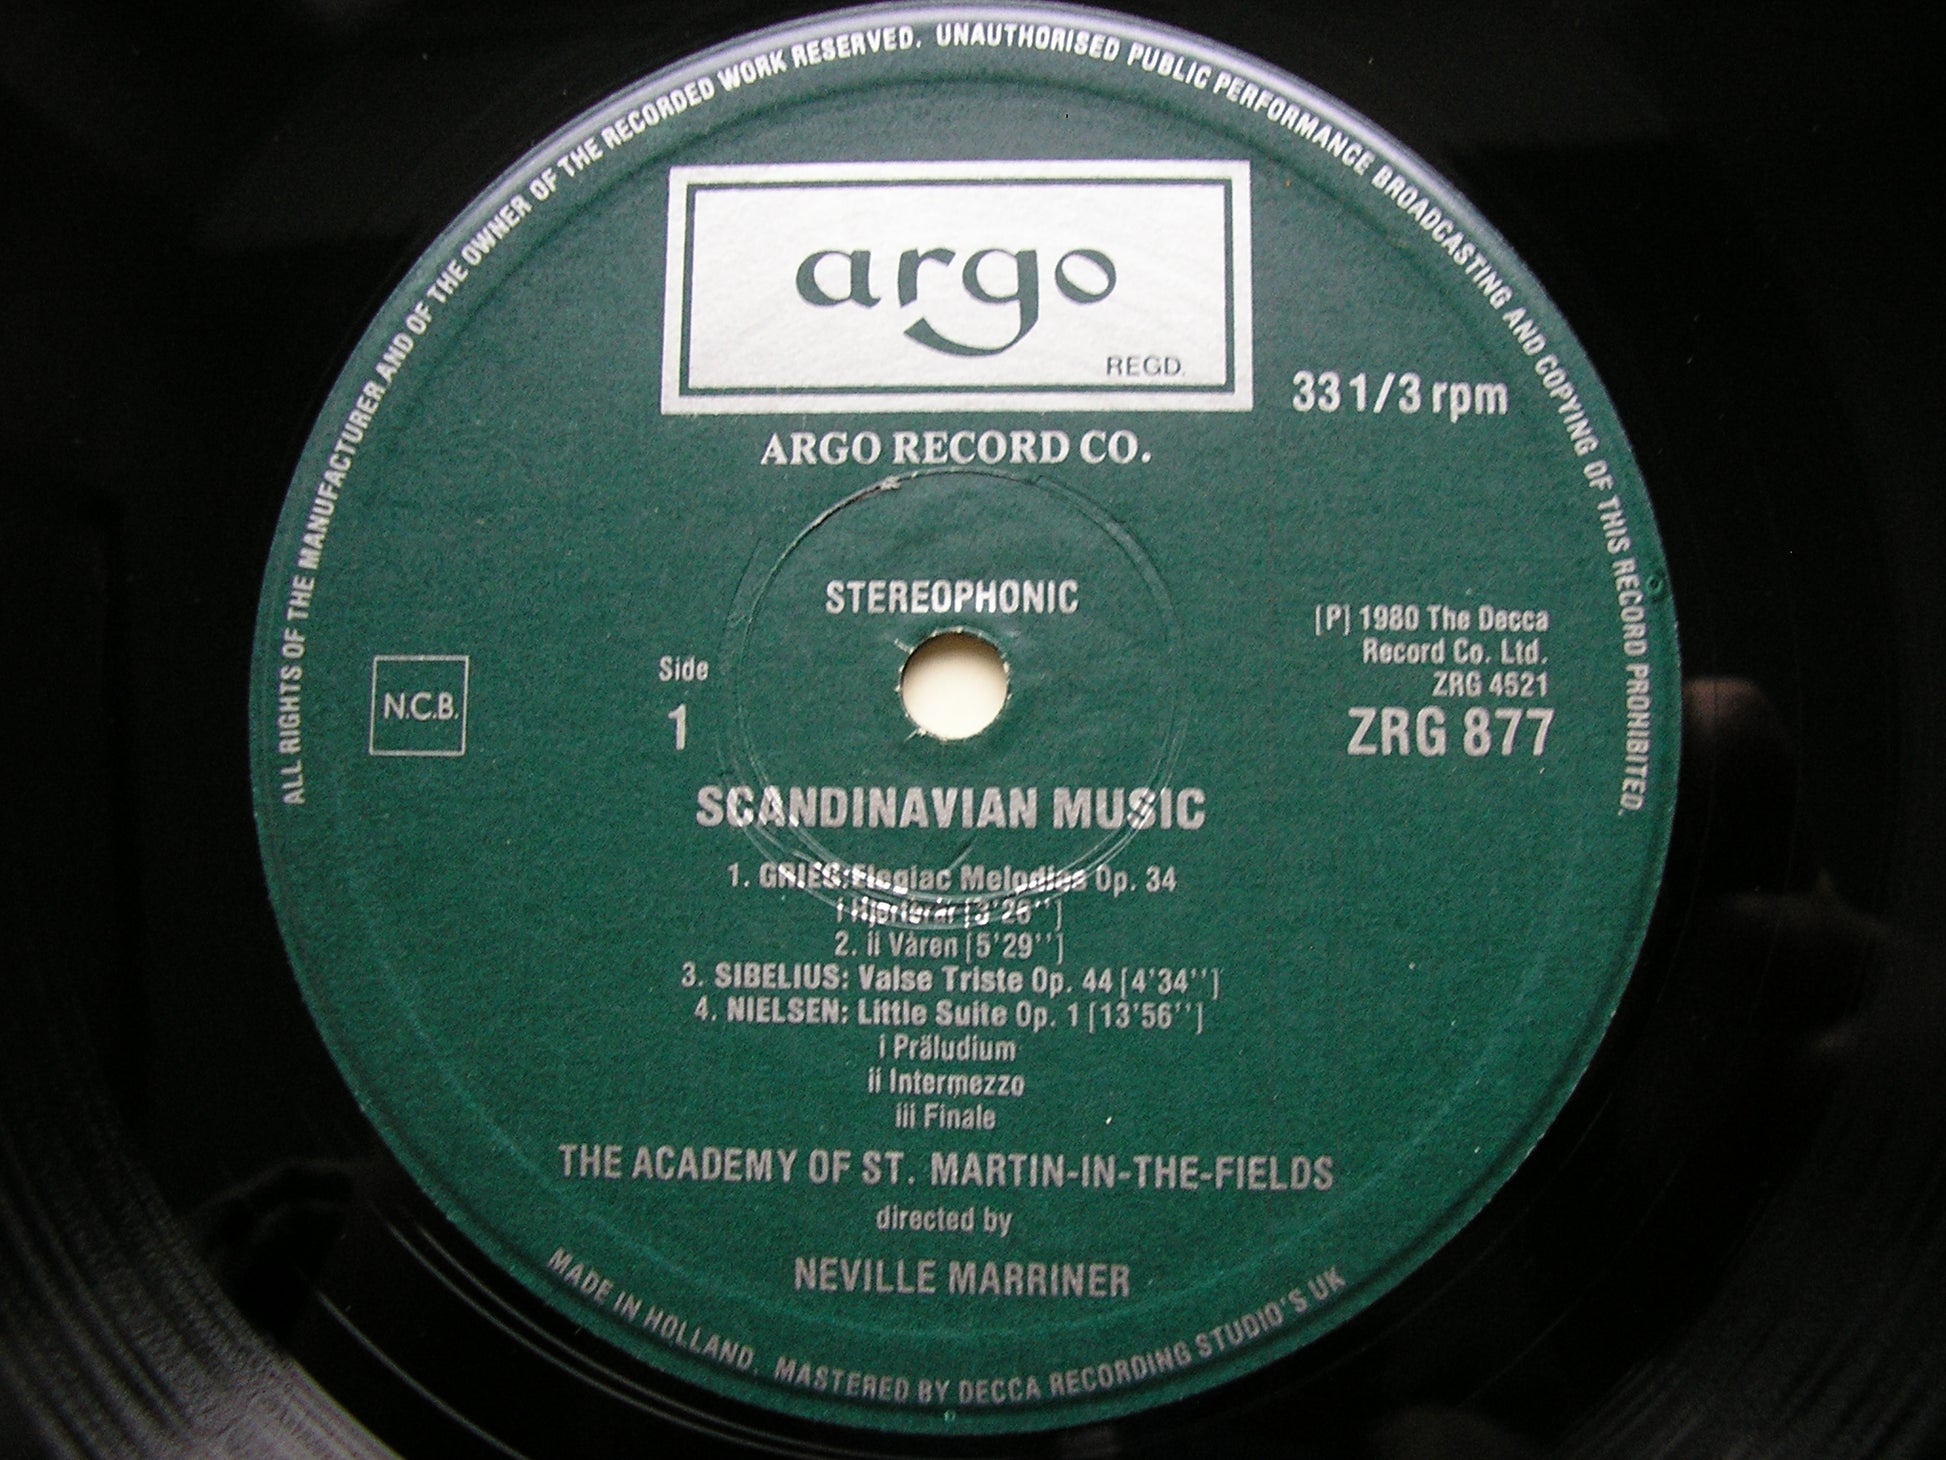 ALL RIGHTS OF THE MANUFACTURER AND OF THE OWNER OF THE RECORDED WORK RESERVED. UNAUTHORISED PUBLIC PERFORMANCE BROADCASTING AND COPYING OF THIS RECORD PROHIBITED.
argo
REGD.
33 1/3 rpm
ARGO RECORD CO.
STEREOPHONIC
[P] 1980 The Decca
Record Co. Ltd.
ZRG 4521
ZRG 877
Side
1
N.C.B.
SCANDINAVIAN MUSIC
1. GRIEG: Elegiac Melodies Op. 34
i Hjertesår [3'26'']
2. ii Våren [5'29'']
3. SIBELIUS: Valse Triste Op. 44 [4'34'']
4. NIELSEN: Little Suite Op. 1 [13'56'']
i Präludium
ii Intermezzo
iii Finale
THE ACADEMY OF ST. MARTIN-IN-THE-FIELDS
directed by
NEVILLE MARRINER
MADE IN HOLLAND. MASTERED BY DECCA RECORDING STUDIO'S UK